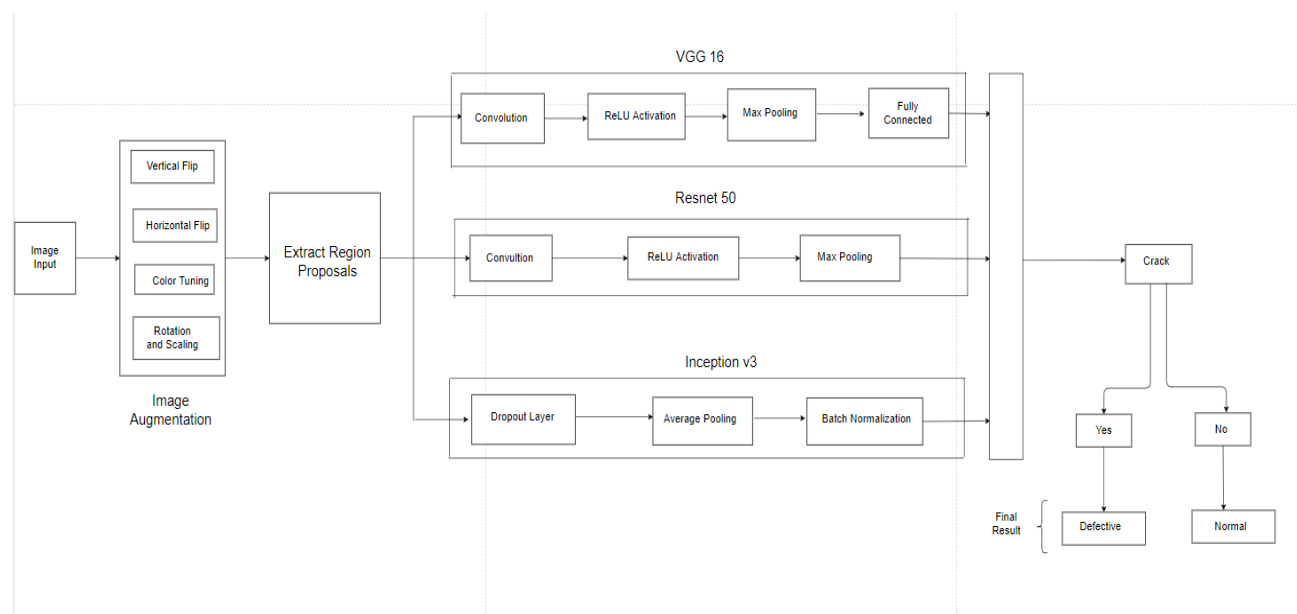 Image
Input
Vertical Flip
Horizontal Flip
Color Tuning
Rotation
and Scaling
Image
Augmentation
Extract Region
Proposals
VGG 16
Convolution
ReLU Activation
Max Pooling
Fully
Connected
Resnet 50
Convultion
ReLU Activation
Max Pooling
Inception v3
Dropout Layer
Average Pooling
Batch Normalization
Crack
Yes
No
Final
Result
Defective
Normal